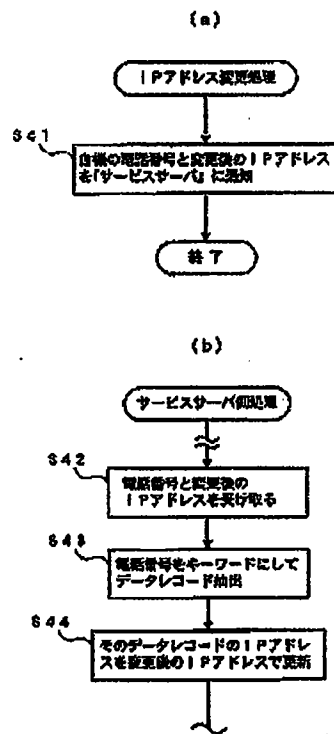 (a)
IPアドレス変更処理
S41
自機の電話番号と変更後のIPアドレス
を『サービスサーバ』に通知
終了
(b)
サービスサーバ側処理
S42
電話番号と変更後の
IPアドレスを受け取る
S43
電話番号をキーワードにして
データレコード抽出
S44
そのデータレコードのIPアドレ
スを変更後のIPアドレスで更新